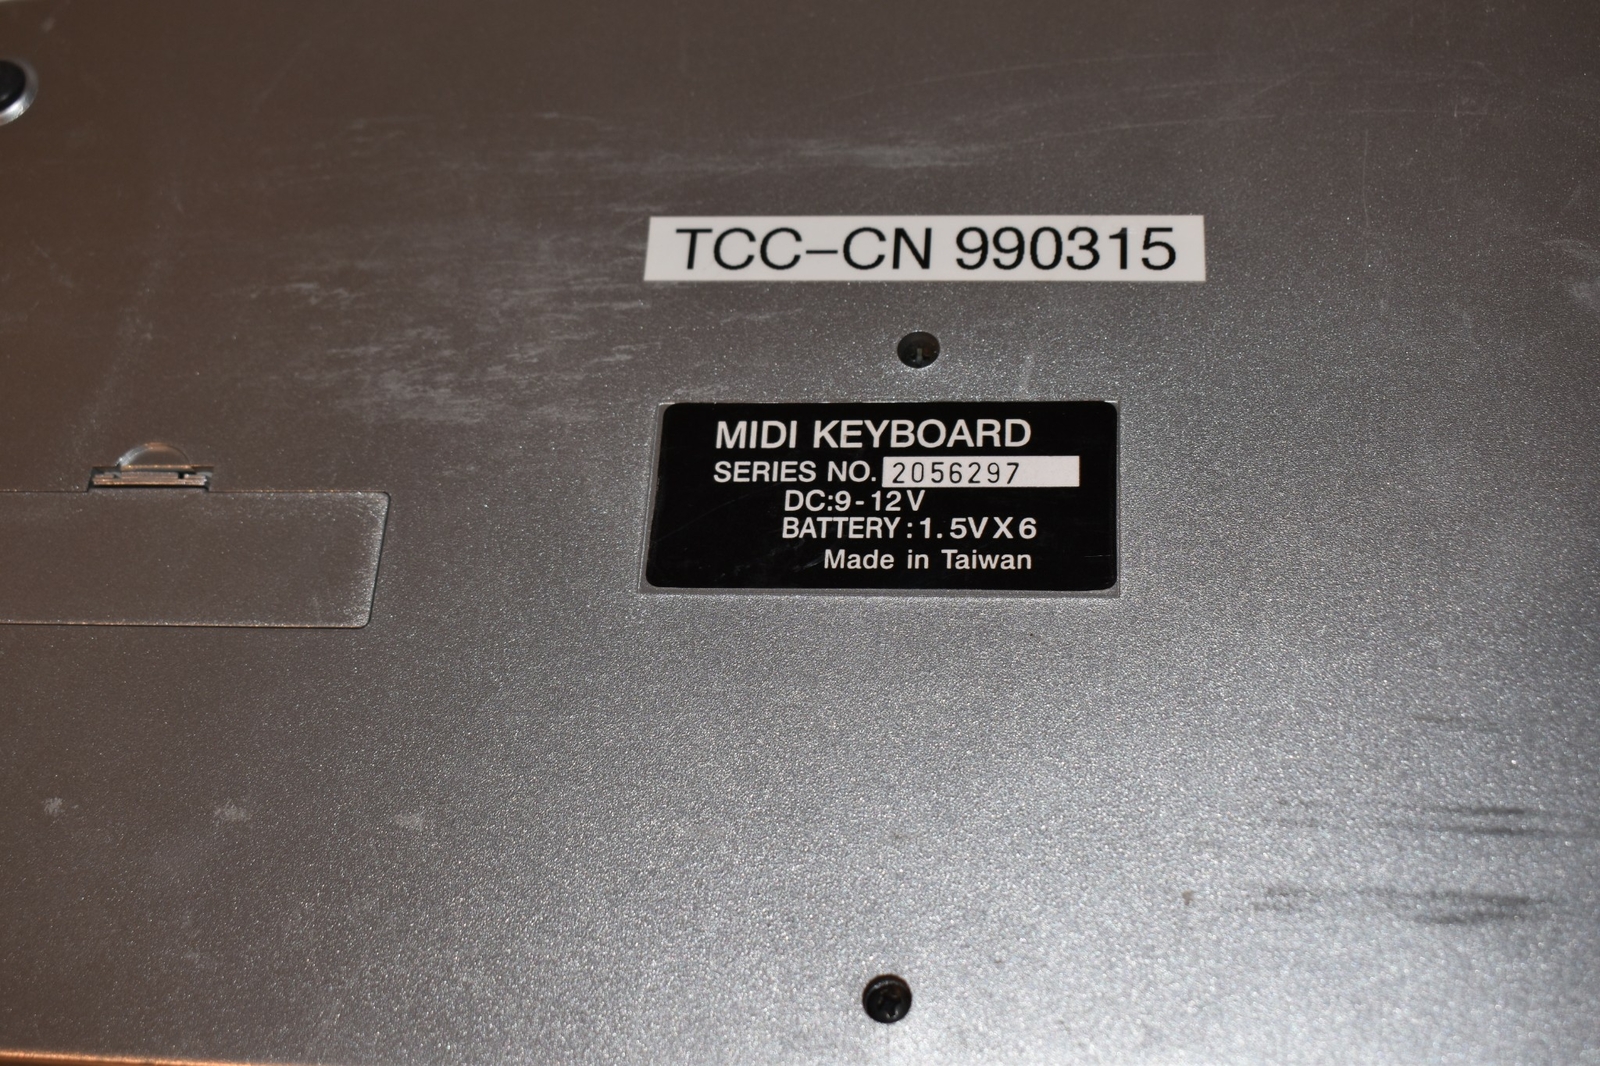 TCC-CN 990315
MIDI KEYBOARD
SERIES NO. 2056297
DC:9-12V
BATTERY:1.5VX6
Made in Taiwan